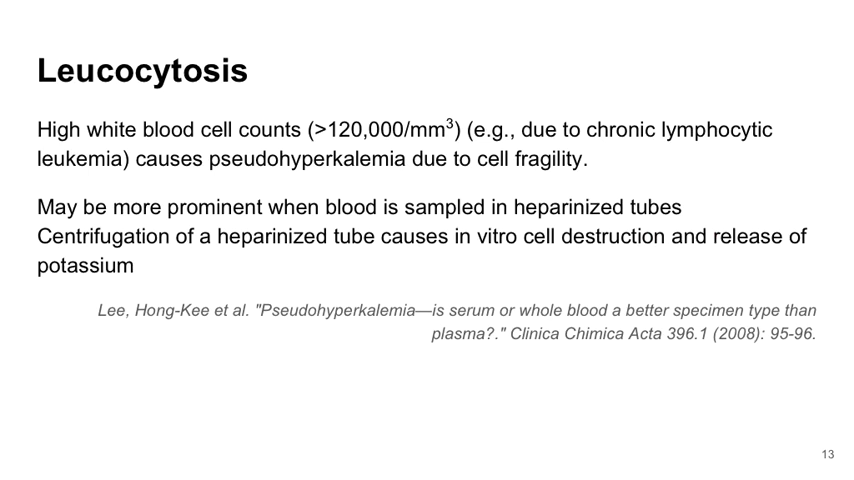 Leucocytosis
High white blood cell counts (>120,000/mm³) (e.g., due to chronic lymphocytic
leukemia) causes pseudohyperkalemia due to cell fragility.
May be more prominent when blood is sampled in heparinized tubes
Centrifugation of a heparinized tube causes in vitro cell destruction and release of
potassium
Lee, Hong-Kee et al. "Pseudohyperkalemia—is serum or whole blood a better specimen type than
plasma?." Clinica Chimica Acta 396.1 (2008): 95-96.
13